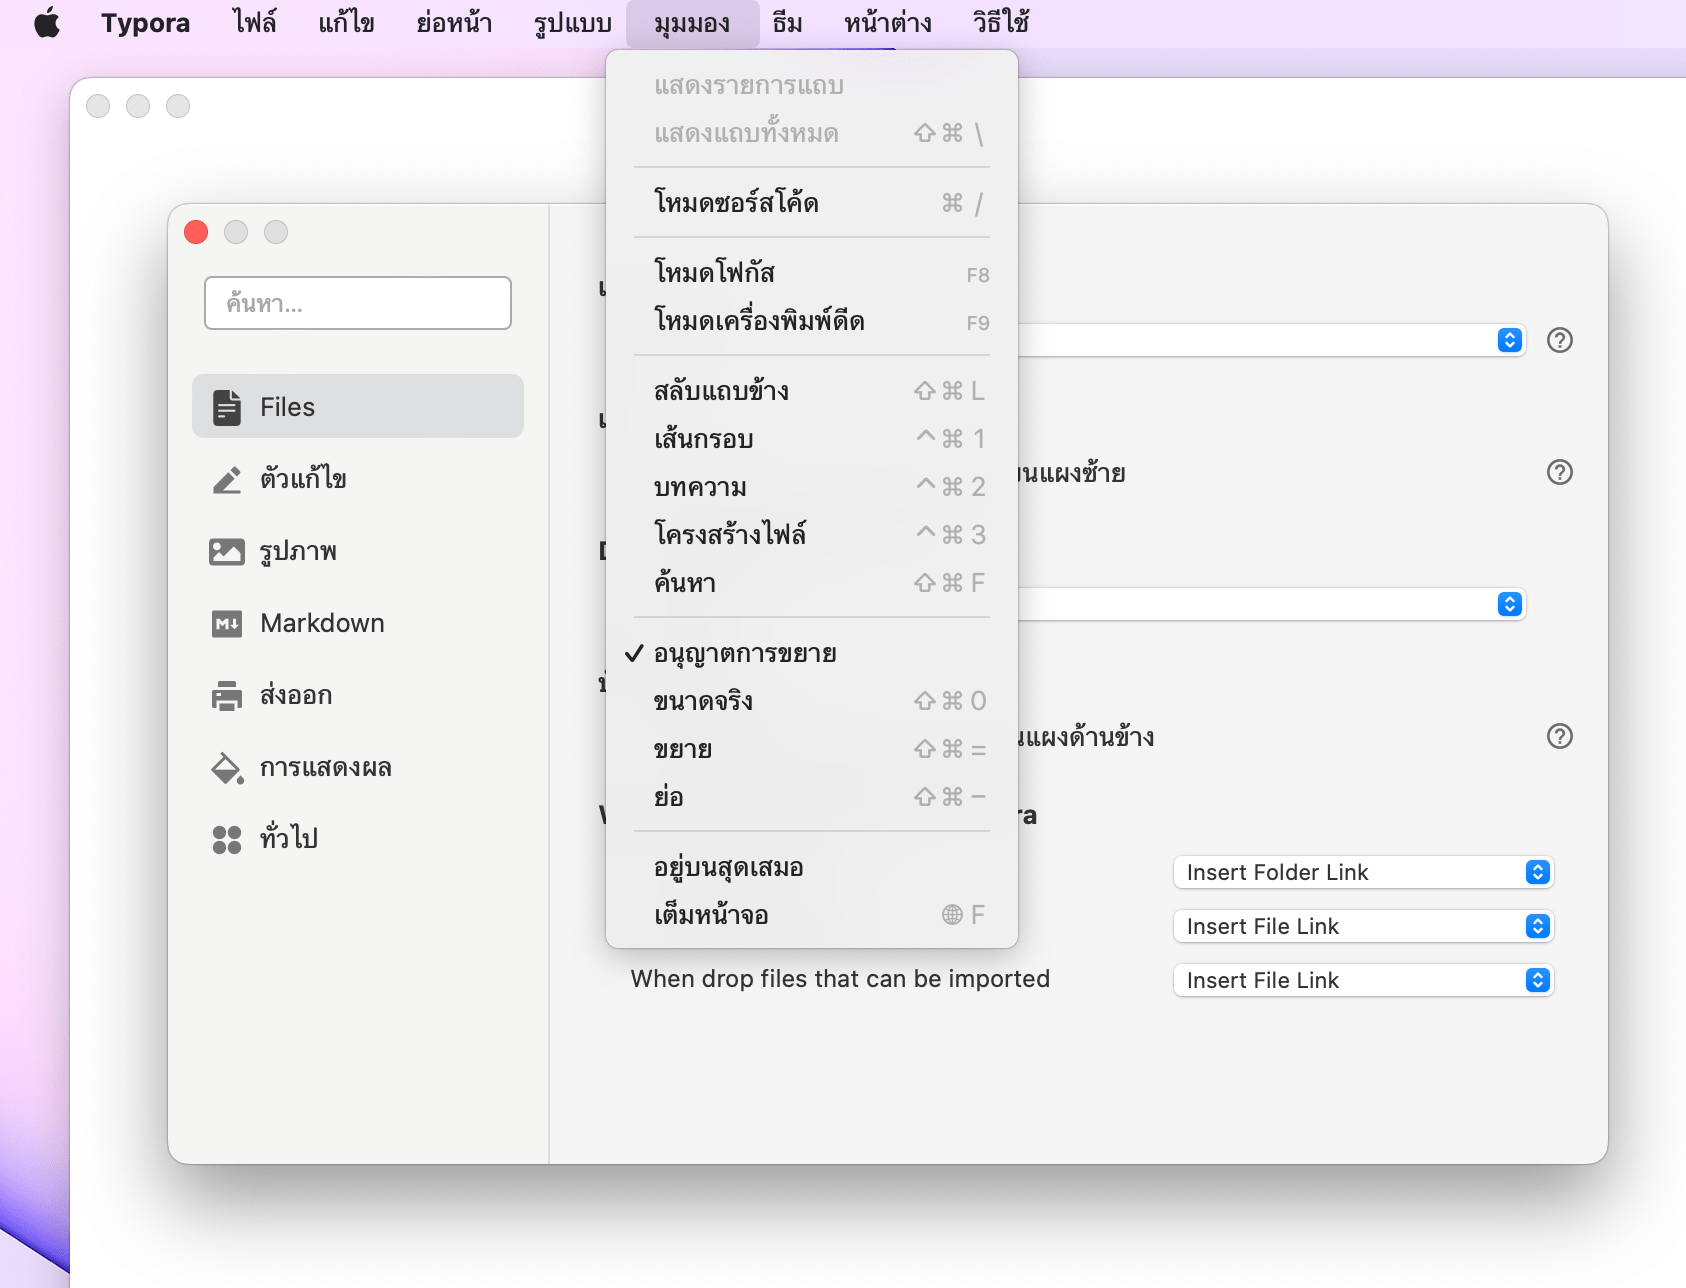 Typora ไฟล์ แก้ไข ย่อหน้า รูปแบบ มุมมอง ธีม หน้าต่าง วิธีใช้
แสดงรายการแถบ
แสดงแถบทั้งหมด ⇧⌘ \
โหมดซอร์สโค้ด ⌘ /
โหมดโฟกัส F8
โหมดเครื่องพิมพ์ดีด F9
สลับแถบข้าง ⇧⌘ L
เส้นกรอบ ^⌘ 1
บทความ ^⌘ 2
โครงสร้างไฟล์ ^⌘ 3
ค้นหา ⇧⌘ F
✓ อนุญาตการขยาย
ขนาดจริง ⇧⌘ 0
ขยาย ⇧⌘ =
ย่อ ⇧⌘ −
อยู่บนสุดเสมอ
เต็มหน้าจอ 🌐 F
ค้นหา...
Files
ตัวแก้ไข
รูปภาพ
Markdown
ส่งออก
การแสดงผล
ทั่วไป
นแผงซ้าย
นแผงด้านข้าง
ra
Insert Folder Link
Insert File Link
When drop files that can be imported Insert File Link